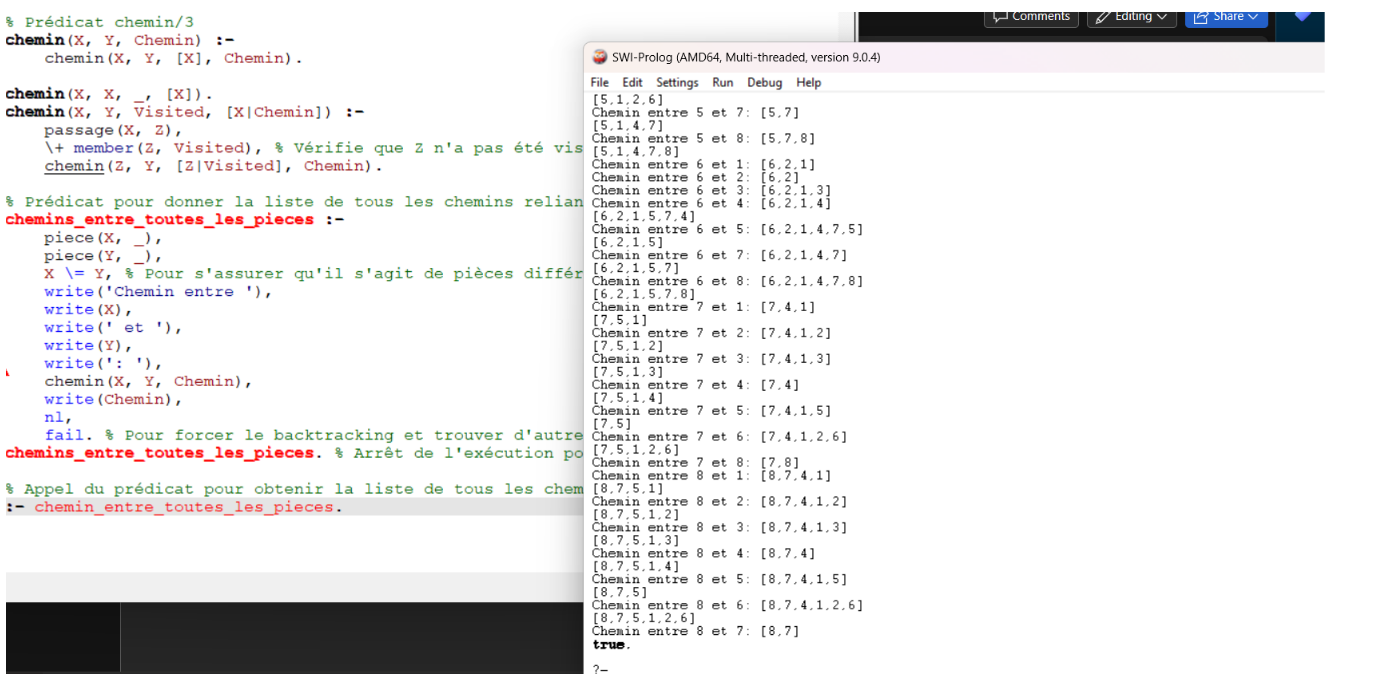 % Prédicat chemin/3
chemin(X, Y, Chemin) :-
    chemin(X, Y, [X], Chemin).

chemin(X, X, _, [X]).
chemin(X, Y, Visited, [X|Chemin]) :-
    passage(X, Z),
    \+ member(Z, Visited), % Vérifie que Z n'a pas été vis
    chemin(Z, Y, [Z|Visited], Chemin).

% Prédicat pour donner la liste de tous les chemins relian
chemins_entre_toutes_les_pieces :-
    piece(X, _),
    piece(Y, _),
    X \= Y, % Pour s'assurer qu'il s'agit de pièces différ
    write('Chemin entre '),
    write(X),
    write(' et '),
    write(Y),
    write(': '),
    chemin(X, Y, Chemin),
    write(Chemin),
    nl,
    fail. % Pour forcer le backtracking et trouver d'autre
chemins_entre_toutes_les_pieces. % Arrêt de l'exécution po

% Appel du prédicat pour obtenir la liste de tous les chem
:- chemin_entre_toutes_les_pieces.
Comments
Editing
Share
SWI-Prolog (AMD64, Multi-threaded, version 9.0.4)
File Edit Settings Run Debug Help
[5,1,2,6]
Chemin entre 5 et 7: [5,7]
[5,1,4,7]
Chemin entre 5 et 8: [5,7,8]
[5,1,4,7,8]
Chemin entre 6 et 1: [6,2,1]
Chemin entre 6 et 2: [6,2]
Chemin entre 6 et 3: [6,2,1,3]
Chemin entre 6 et 4: [6,2,1,4]
[6,2,1,5,7,4]
Chemin entre 6 et 5: [6,2,1,4,7,5]
[6,2,1,5]
Chemin entre 6 et 7: [6,2,1,4,7]
[6,2,1,5,7]
Chemin entre 6 et 8: [6,2,1,4,7,8]
[6,2,1,5,7,8]
Chemin entre 7 et 1: [7,4,1]
[7,5,1]
Chemin entre 7 et 2: [7,4,1,2]
[7,5,1,2]
Chemin entre 7 et 3: [7,4,1,3]
[7,5,1,3]
Chemin entre 7 et 4: [7,4]
[7,5,1,4]
Chemin entre 7 et 5: [7,4,1,5]
[7,5]
Chemin entre 7 et 6: [7,4,1,2,6]
[7,5,1,2,6]
Chemin entre 7 et 8: [7,8]
Chemin entre 8 et 1: [8,7,4,1]
[8,7,5,1]
Chemin entre 8 et 2: [8,7,4,1,2]
[8,7,5,1,2]
Chemin entre 8 et 3: [8,7,4,1,3]
[8,7,5,1,3]
Chemin entre 8 et 4: [8,7,4]
[8,7,5,1,4]
Chemin entre 8 et 5: [8,7,4,1,5]
[8,7,5]
Chemin entre 8 et 6: [8,7,4,1,2,6]
[8,7,5,1,2,6]
Chemin entre 8 et 7: [8,7]
true.

?-